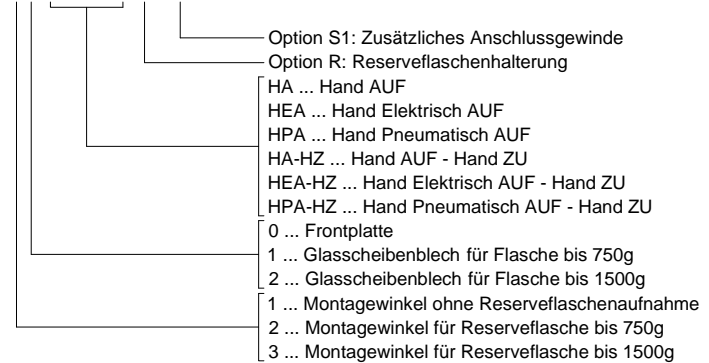 Option S1: Zusätzliches Anschlussgewinde
Option R: Reserveflaschenhalterung
HA ... Hand AUF
HEA ... Hand Elektrisch AUF
HPA ... Hand Pneumatisch AUF
HA-HZ ... Hand AUF - Hand ZU
HEA-HZ ... Hand Elektrisch AUF - Hand ZU
HPA-HZ ... Hand Pneumatisch AUF - Hand ZU
0 ... Frontplatte
1 ... Glasscheibenblech für Flasche bis 750g
2 ... Glasscheibenblech für Flasche bis 1500g
1 ... Montagewinkel ohne Reserveflaschenaufnahme
2 ... Montagewinkel für Reserveflasche bis 750g
3 ... Montagewinkel für Reserveflasche bis 1500g